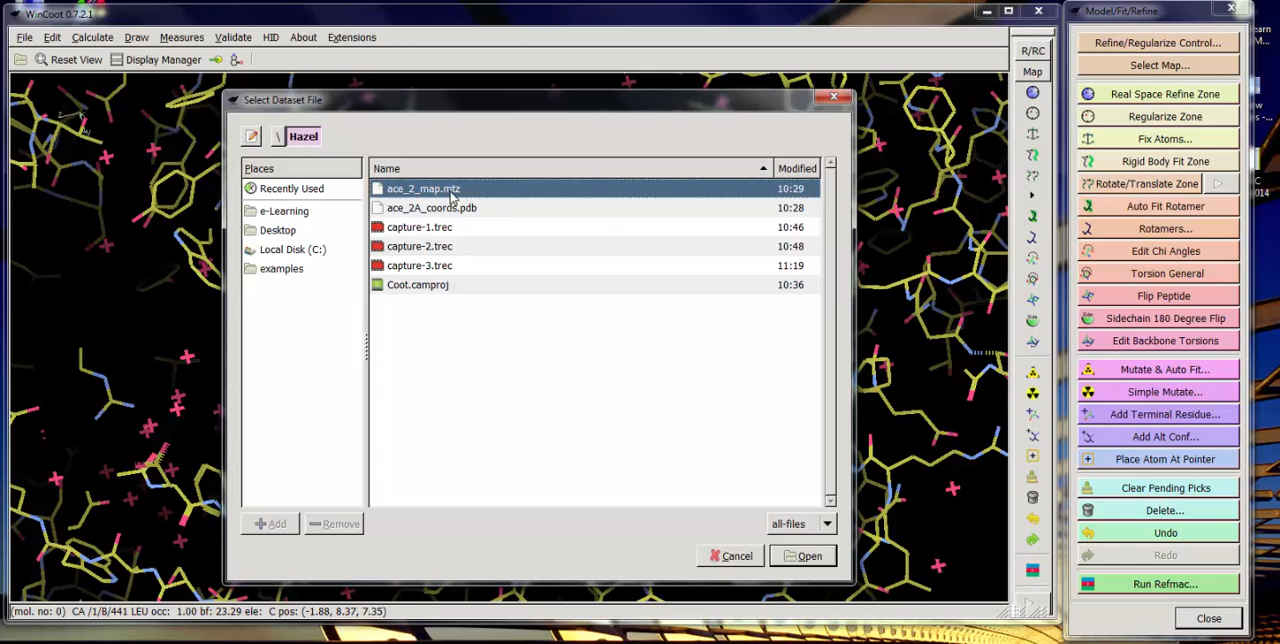 WinCoot 0.7.2.1
Model/Fit/Refine
File Edit Calculate Draw Measures Validate HID About Extensions
Reset View Display Manager
R/RC
Map
Refine/Regularize Control...
Select Map...
Real Space Refine Zone
Regularize Zone
Fix Atoms...
Rigid Body Fit Zone
Rotate/Translate Zone
Auto Fit Rotamer
Rotamers...
Edit Chi Angles
Torsion General
Flip Peptide
Side
Sidechain 180 Degree Flip
Edit Backbone Torsions
Mutate & Auto Fit...
Simple Mutate...
Add Terminal Residue...
Add Alt Conf...
Place Atom At Pointer
Clear Pending Picks
Delete...
Undo
Redo
Run Refmac...
Close
Select Dataset File
\ Hazel
Places
Recently Used
e-Learning
Desktop
Local Disk (C:)
examples
Name Modified
ace_2_map.mtz 10:29
ace_2A_coords.pdb 10:28
capture-1.trec 10:46
capture-2.trec 10:48
capture-3.trec 11:19
Coot.camproj 10:36
Add Remove
all-files
Cancel Open
(mol. no: 0) CA /1/B/441 LEU occ: 1.00 bf: 23.29 ele: C pos: (-1.88, 8.37, 7.35)